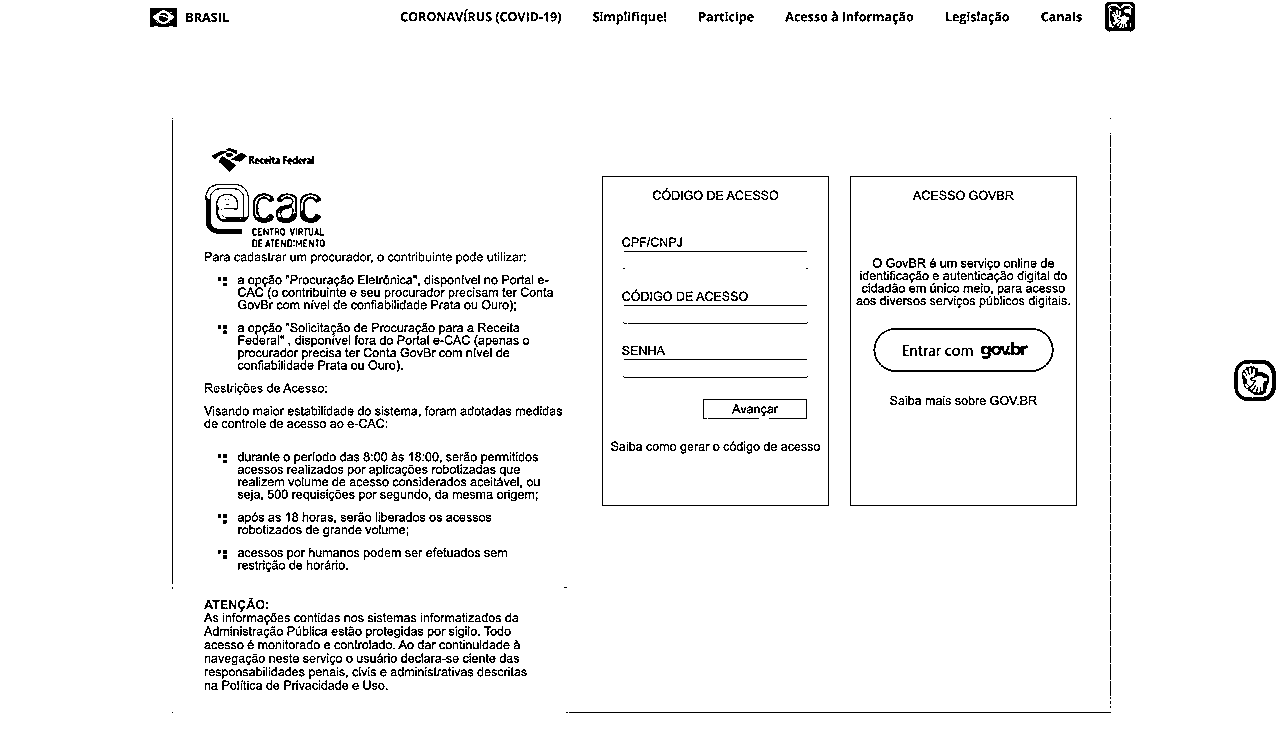 BRASIL
CORONAVÍRUS (COVID-19) Simplifique! Participe Acesso à Informação Legislação Canais
Receita Federal
ecac
CENTRO VIRTUAL
DE ATENDIMENTO
Para cadastrar um procurador, o contribuinte pode utilizar:
a opção "Procuração Eletrônica", disponível no Portal e-
CAC (o contribuinte e seu procurador precisam ter Conta
GovBr com nível de confiabilidade Prata ou Ouro);
a opção "Solicitação de Procuração para a Receita
Federal" , disponível fora do Portal e-CAC (apenas o
procurador precisa ter Conta GovBr com nível de
confiabilidade Prata ou Ouro).
Restrições de Acesso:
Visando maior estabilidade do sistema, foram adotadas medidas
de controle de acesso ao e-CAC:
durante o período das 8:00 às 18:00, serão permitidos
acessos realizados por aplicações robotizadas que
realizem volume de acesso considerados aceitável, ou
seja, 500 requisições por segundo, da mesma origem;
após as 18 horas, serão liberados os acessos
robotizados de grande volume;
acessos por humanos podem ser efetuados sem
restrição de horário.
ATENÇÃO:
As informações contidas nos sistemas informatizados da
Administração Pública estão protegidas por sigilo. Todo
acesso é monitorado e controlado. Ao dar continuidade à
navegação neste serviço o usuário declara-se ciente das
responsabilidades penais, civis e administrativas descritas
na Política de Privacidade e Uso.
CÓDIGO DE ACESSO
CPF/CNPJ
CÓDIGO DE ACESSO
SENHA
Avançar
Saiba como gerar o código de acesso
ACESSO GOVBR
O GovBR é um serviço online de
identificação e autenticação digital do
cidadão em único meio, para acesso
aos diversos serviços públicos digitais.
Entrar com gov.br
Saiba mais sobre GOV.BR